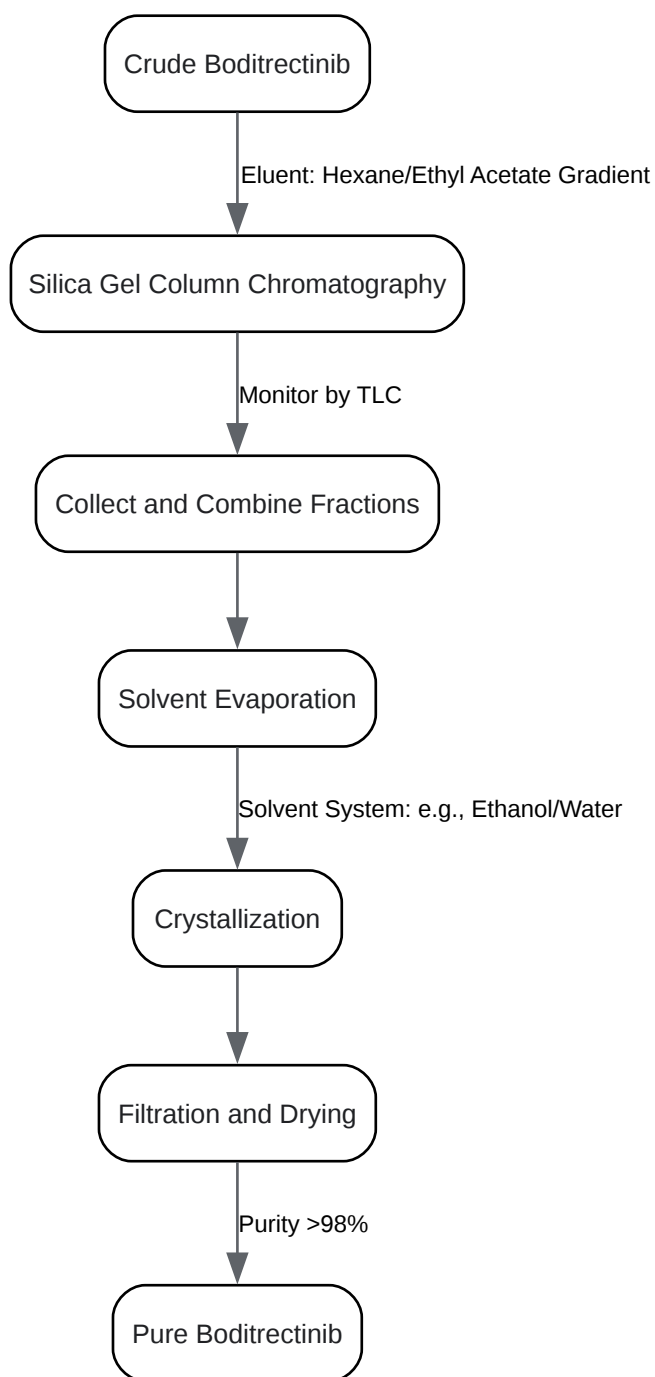 Crude Boditrectinib
Eluent: Hexane/Ethyl Acetate Gradient
Silica Gel Column Chromatography
Monitor by TLC
Collect and Combine Fractions
Solvent Evaporation
Solvent System: e.g., Ethanol/Water
Crystallization
Filtration and Drying
Purity >98%
Pure Boditrectinib